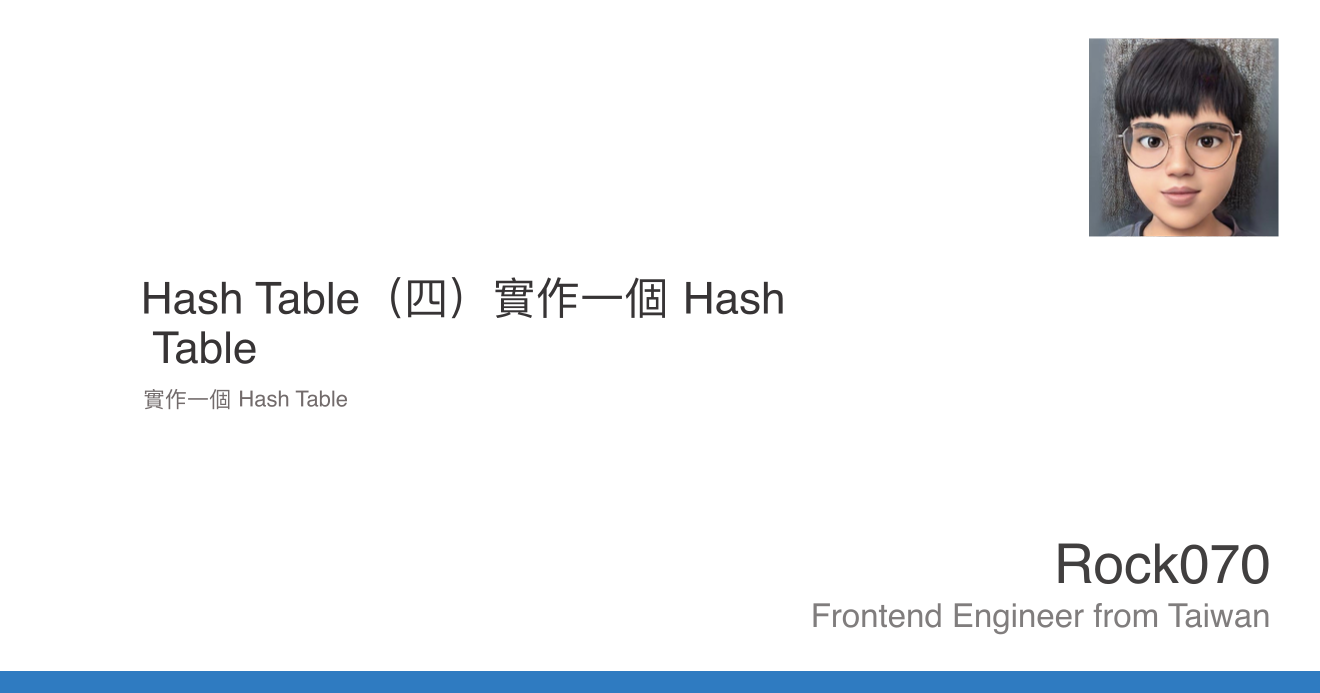 Hash Table（四）實作一個 Hash
Table
實作一個 Hash Table
Rock070
Frontend Engineer from Taiwan